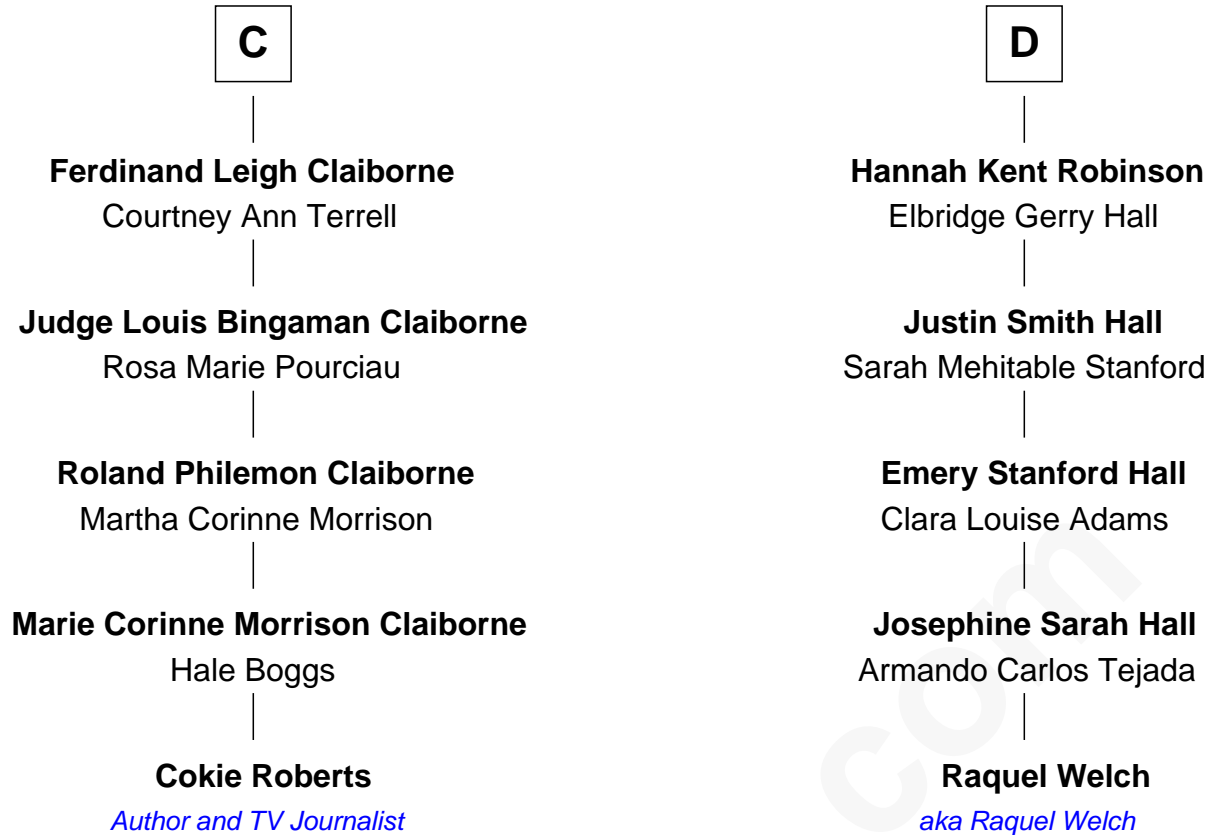 C
Ferdinand Leigh Claiborne
Courtney Ann Terrell
Judge Louis Bingaman Claiborne
Rosa Marie Pourciau
Roland Philemon Claiborne
Martha Corinne Morrison
Marie Corinne Morrison Claiborne
Hale Boggs
Cokie Roberts
Author and TV Journalist
D
Hannah Kent Robinson
Elbridge Gerry Hall
Justin Smith Hall
Sarah Mehitable Stanford
Emery Stanford Hall
Clara Louise Adams
Josephine Sarah Hall
Armando Carlos Tejada
Raquel Welch
aka Raquel Welch
com